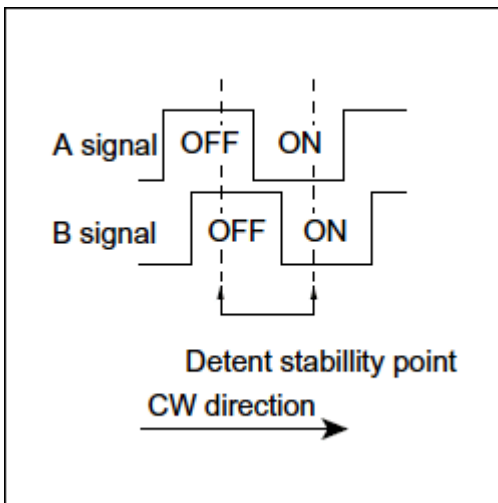 A signal OFF ON
B signal OFF ON
Detent stabillity point
CW direction